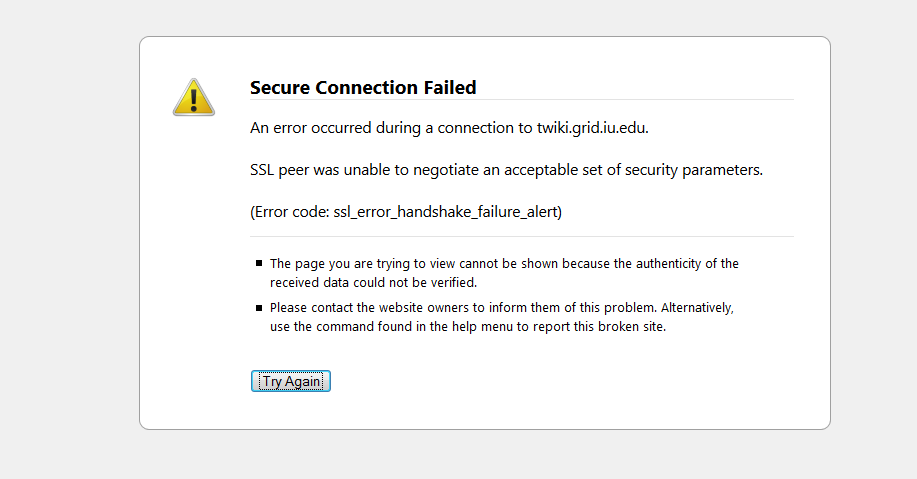 Secure Connection Failed
An error occurred during a connection to twiki.grid.iu.edu.
SSL peer was unable to negotiate an acceptable set of security parameters.
(Error code: ssl_error_handshake_failure_alert)
The page you are trying to view cannot be shown because the authenticity of the
received data could not be verified.
Please contact the website owners to inform them of this problem. Alternatively,
use the command found in the help menu to report this broken site.
Try Again